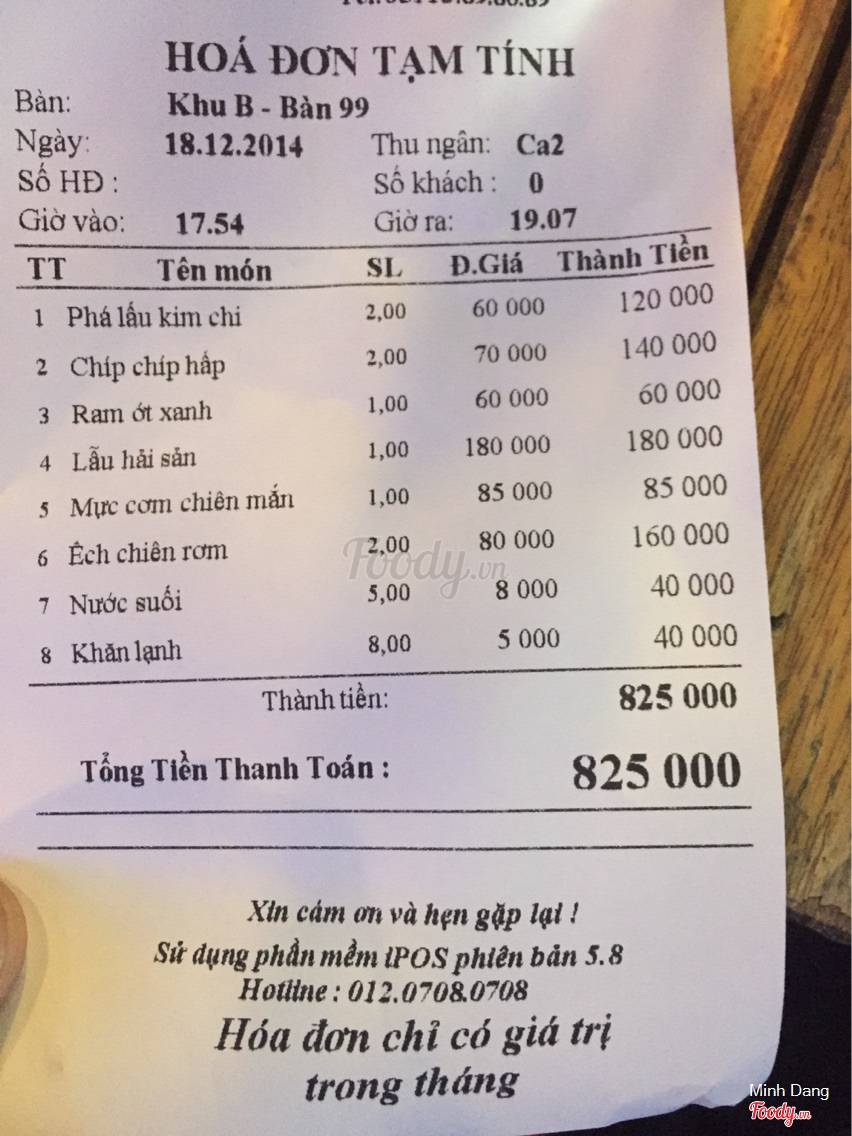 HOÁ ĐƠN TẠM TÍNH
Bàn: Khu B - Bàn 99
Ngày: 18.12.2014 Thu ngân: Ca2
Số HĐ : Số khách : 0
Giờ vào: 17.54 Giờ ra: 19.07
TT Tên món SL Đ.Giá Thành Tiền
1 Phá lấu kim chi 2,00 60 000 120 000
2 Chíp chíp hấp 2,00 70 000 140 000
3 Ram ớt xanh 1,00 60 000 60 000
4 Lẫu hải sản 1,00 180 000 180 000
5 Mực cơm chiên mắn 1,00 85 000 85 000
6 Ếch chiên rơm 2,00 80 000 160 000
7 Nước suối 5,00 8 000 40 000
8 Khăn lạnh 8,00 5 000 40 000
Foody.vn
Thành tiền: 825 000
Tổng Tiền Thanh Toán : 825 000
Xin cám ơn và hẹn gặp lại !
Sử dụng phần mềm iPOS phiên bản 5.8
Hotline : 012.0708.0708
Hóa đơn chỉ có giá trị
trong tháng
Minh Dang
Foody.vn